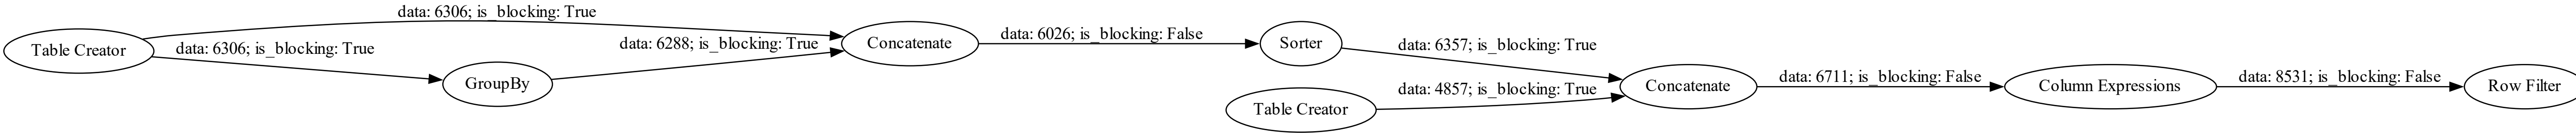 data: 6306; is_blocking: True
Table Creator
data: 6306; is_blocking: True
GroupBy
data: 6288; is_blocking: True
Concatenate
data: 6026; is_blocking: False
Sorter
data: 6357; is_blocking: True
Table Creator
data: 4857; is_blocking: True
Concatenate
data: 6711; is_blocking: False
Column Expressions
data: 8531; is_blocking: False
Row Filter